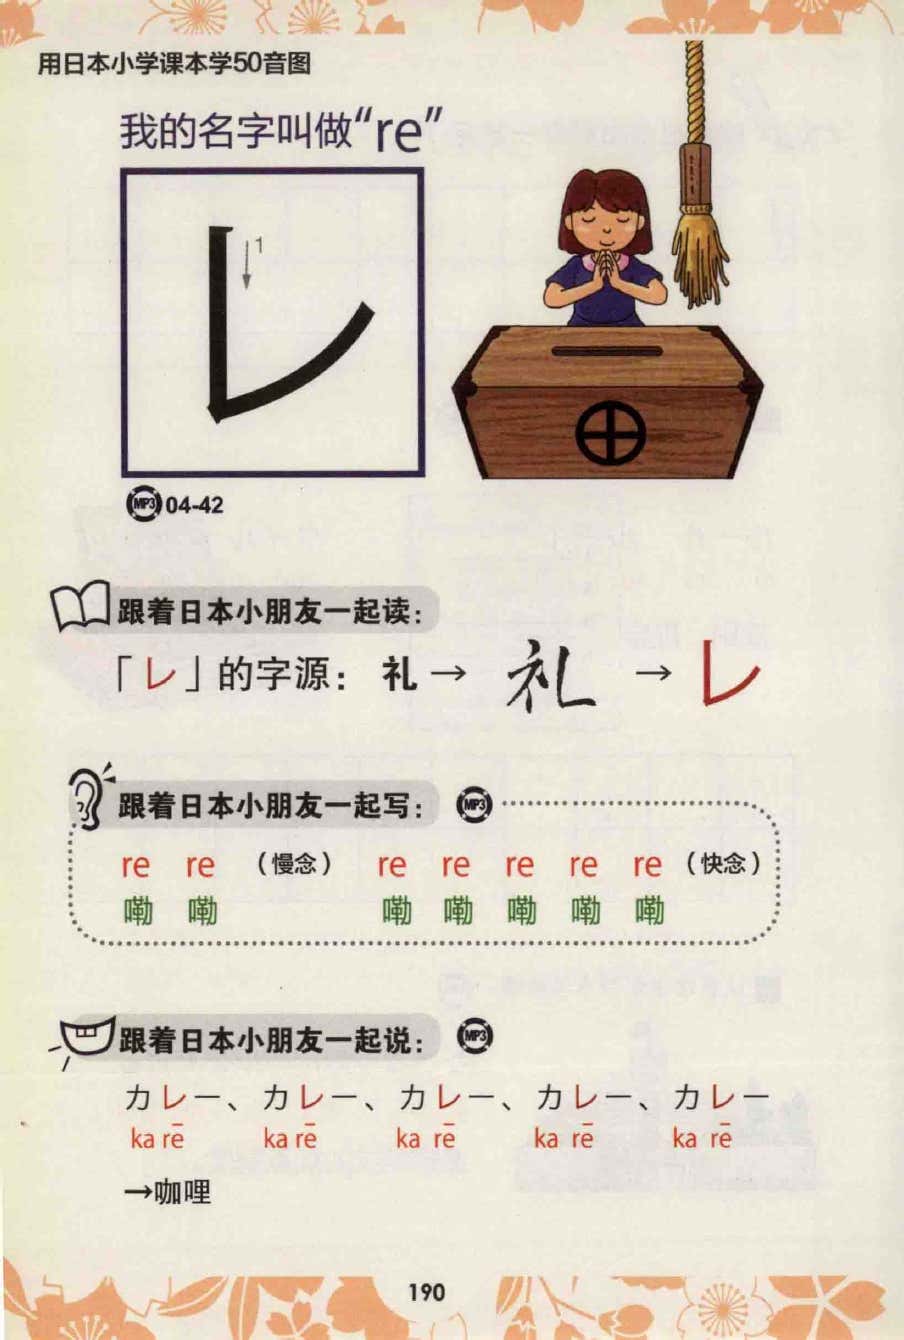 用日本小学课本学50音图
我的名字叫做“re”
レ
1
MP3 04-42
跟着日本小朋友一起读：
「レ」的字源：礼→礼→レ
跟着日本小朋友一起写： MP3
re re （慢念） re re re re re （快念）
嘞 嘞 嘞 嘞 嘞 嘞 嘞
跟着日本小朋友一起说： MP3
カレー、カレー、カレー、カレー、カレー
ka rē ka rē ka rē ka rē ka rē
→咖哩
190